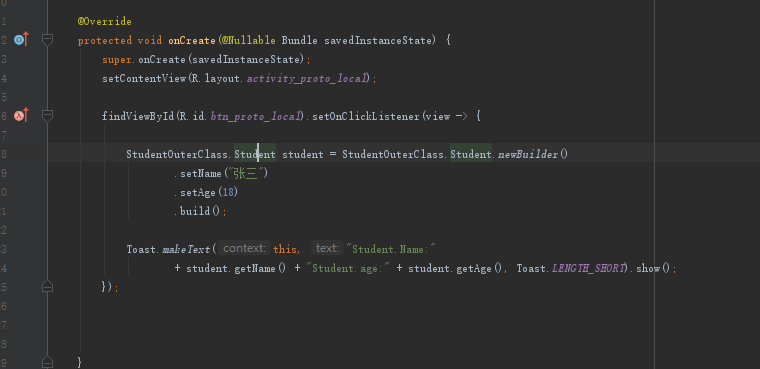 0
1 @Override
2 protected void onCreate(@Nullable Bundle savedInstanceState) {
3 super.onCreate(savedInstanceState);
4 setContentView(R.layout.activity_proto_local);
5
6 findViewById(R.id.btn_proto_local).setOnClickListener(view -> {
7
8 StudentOuterClass.Student student = StudentOuterClass.Student.newBuilder()
9 .setName("张三")
0 .setAge(18)
1 .build();
2
3 Toast.makeText( context: this, text: "Student.Name:"
4 + student.getName() + "Student.age:" + student.getAge(), Toast.LENGTH_SHORT).show();
5 });
6
7
8
9 }